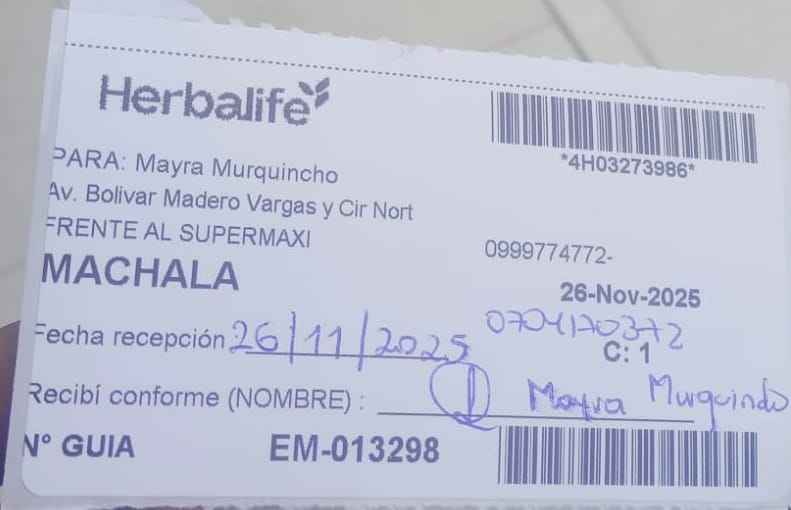 Herbalife
*4H03273986*
PARA: Mayra Murquincho
Av. Bolivar Madero Vargas y Cir Nort
FRENTE AL SUPERMAXI
0999774772-
MACHALA
26-Nov-2025
Fecha recepción 26/11/2025
0704170372
C: 1
Recibí conforme (NOMBRE) : Mayra Murquindo
N° GUIA EM-013298